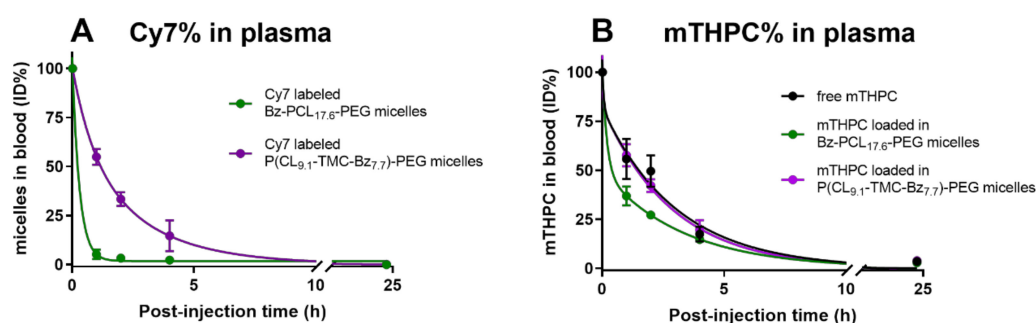 A Cy7% in plasma
micelles in blood (ID%)
100
75
50
25
0
0
5
10
25
Post-injection time (h)
Cy7 labeled
Bz-PCL17.6-PEG micelles
Cy7 labeled
P(CL9.1-TMC-Bz7.7)-PEG micelles
B mTHPC% in plasma
mTHPC in blood (ID%)
100
75
50
25
0
0
5
10
25
Post-injection time (h)
free mTHPC
mTHPC loaded in
Bz-PCL17.6-PEG micelles
mTHPC loaded in
P(CL9.1-TMC-Bz7.7)-PEG micelles